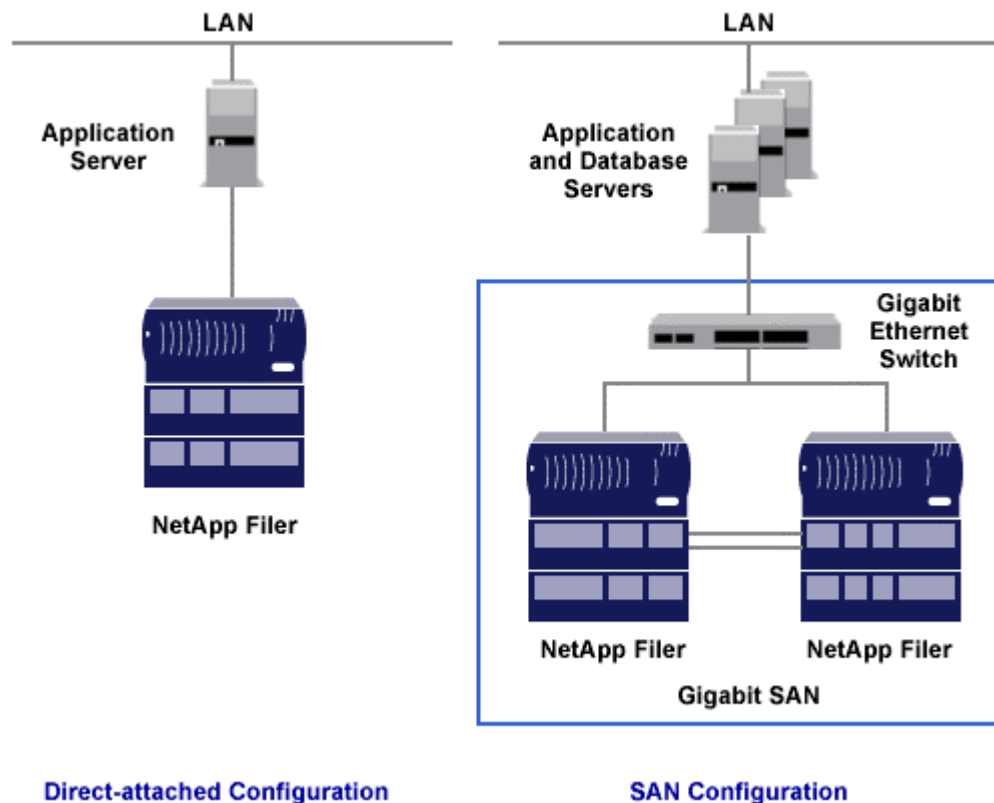 LAN
Application
Server
NetApp Filer
Direct-attached Configuration
LAN
Application
and Database
Servers
Gigabit
Ethernet
Switch
NetApp Filer
NetApp Filer
Gigabit SAN
SAN Configuration